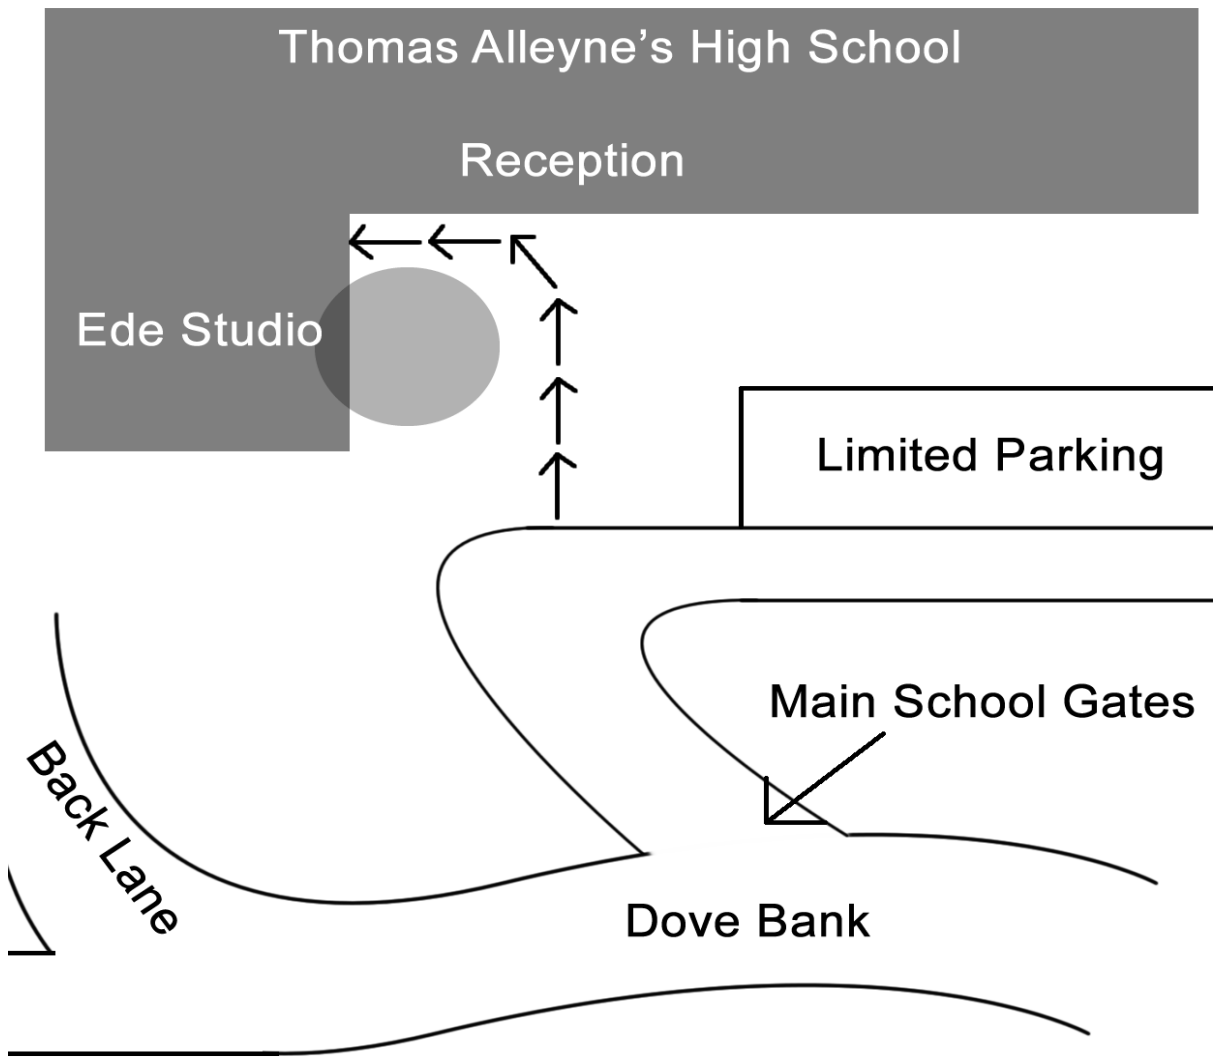 Thomas Alleyne’s High School
Reception
Ede Studio
Limited Parking
Main School Gates
Back Lane
Dove Bank